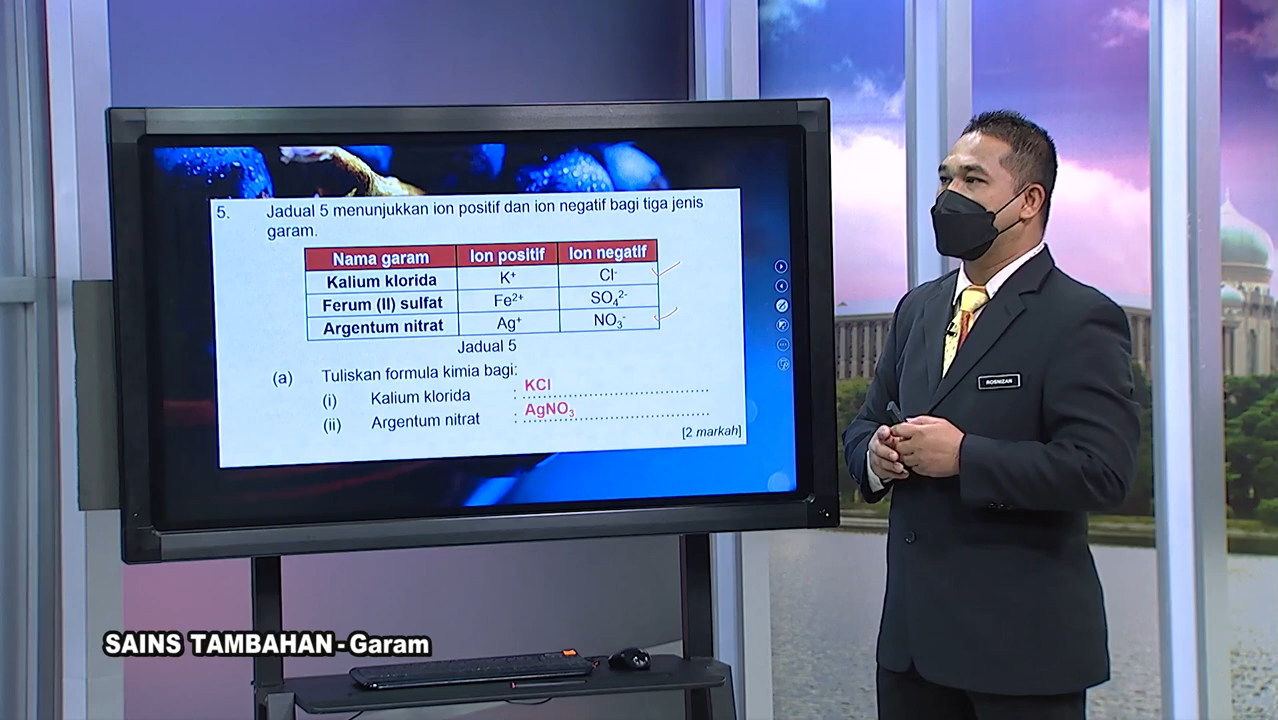 5. Jadual 5 menunjukkan ion positif dan ion negatif bagi tiga jenis
garam.
Nama garam Ion positif Ion negatif
Kalium klorida K⁺ Cl⁻
Ferum (II) sulfat Fe²⁺ SO₄²⁻
Argentum nitrat Ag⁺ NO₃⁻
Jadual 5
(a) Tuliskan formula kimia bagi:
(i) Kalium klorida : KCl
(ii) Argentum nitrat : AgNO₃
[2 markah]
ROSNIZAN
SAINS TAMBAHAN - Garam